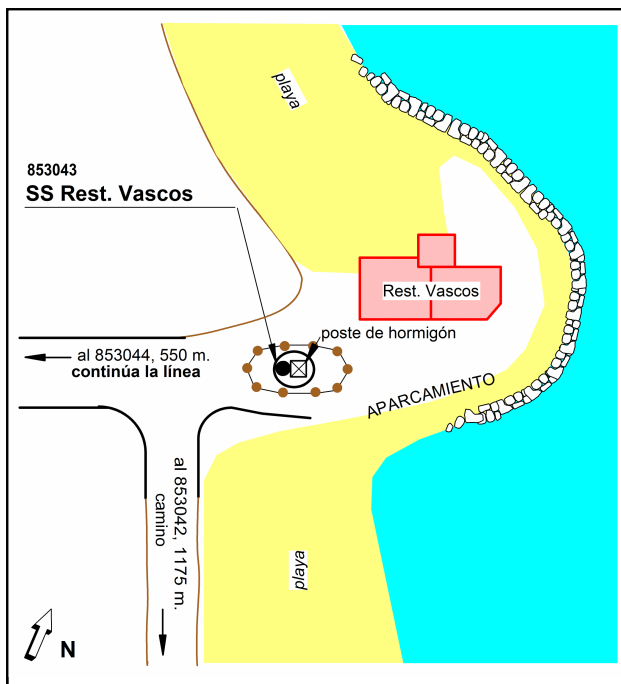 playa
853043
SS Rest. Vascos
Rest. Vascos
poste de hormigón
al 853044, 550 m.
continúa la línea
APARCAMIENTO
al 853042, 1175 m.
camino
playa
N